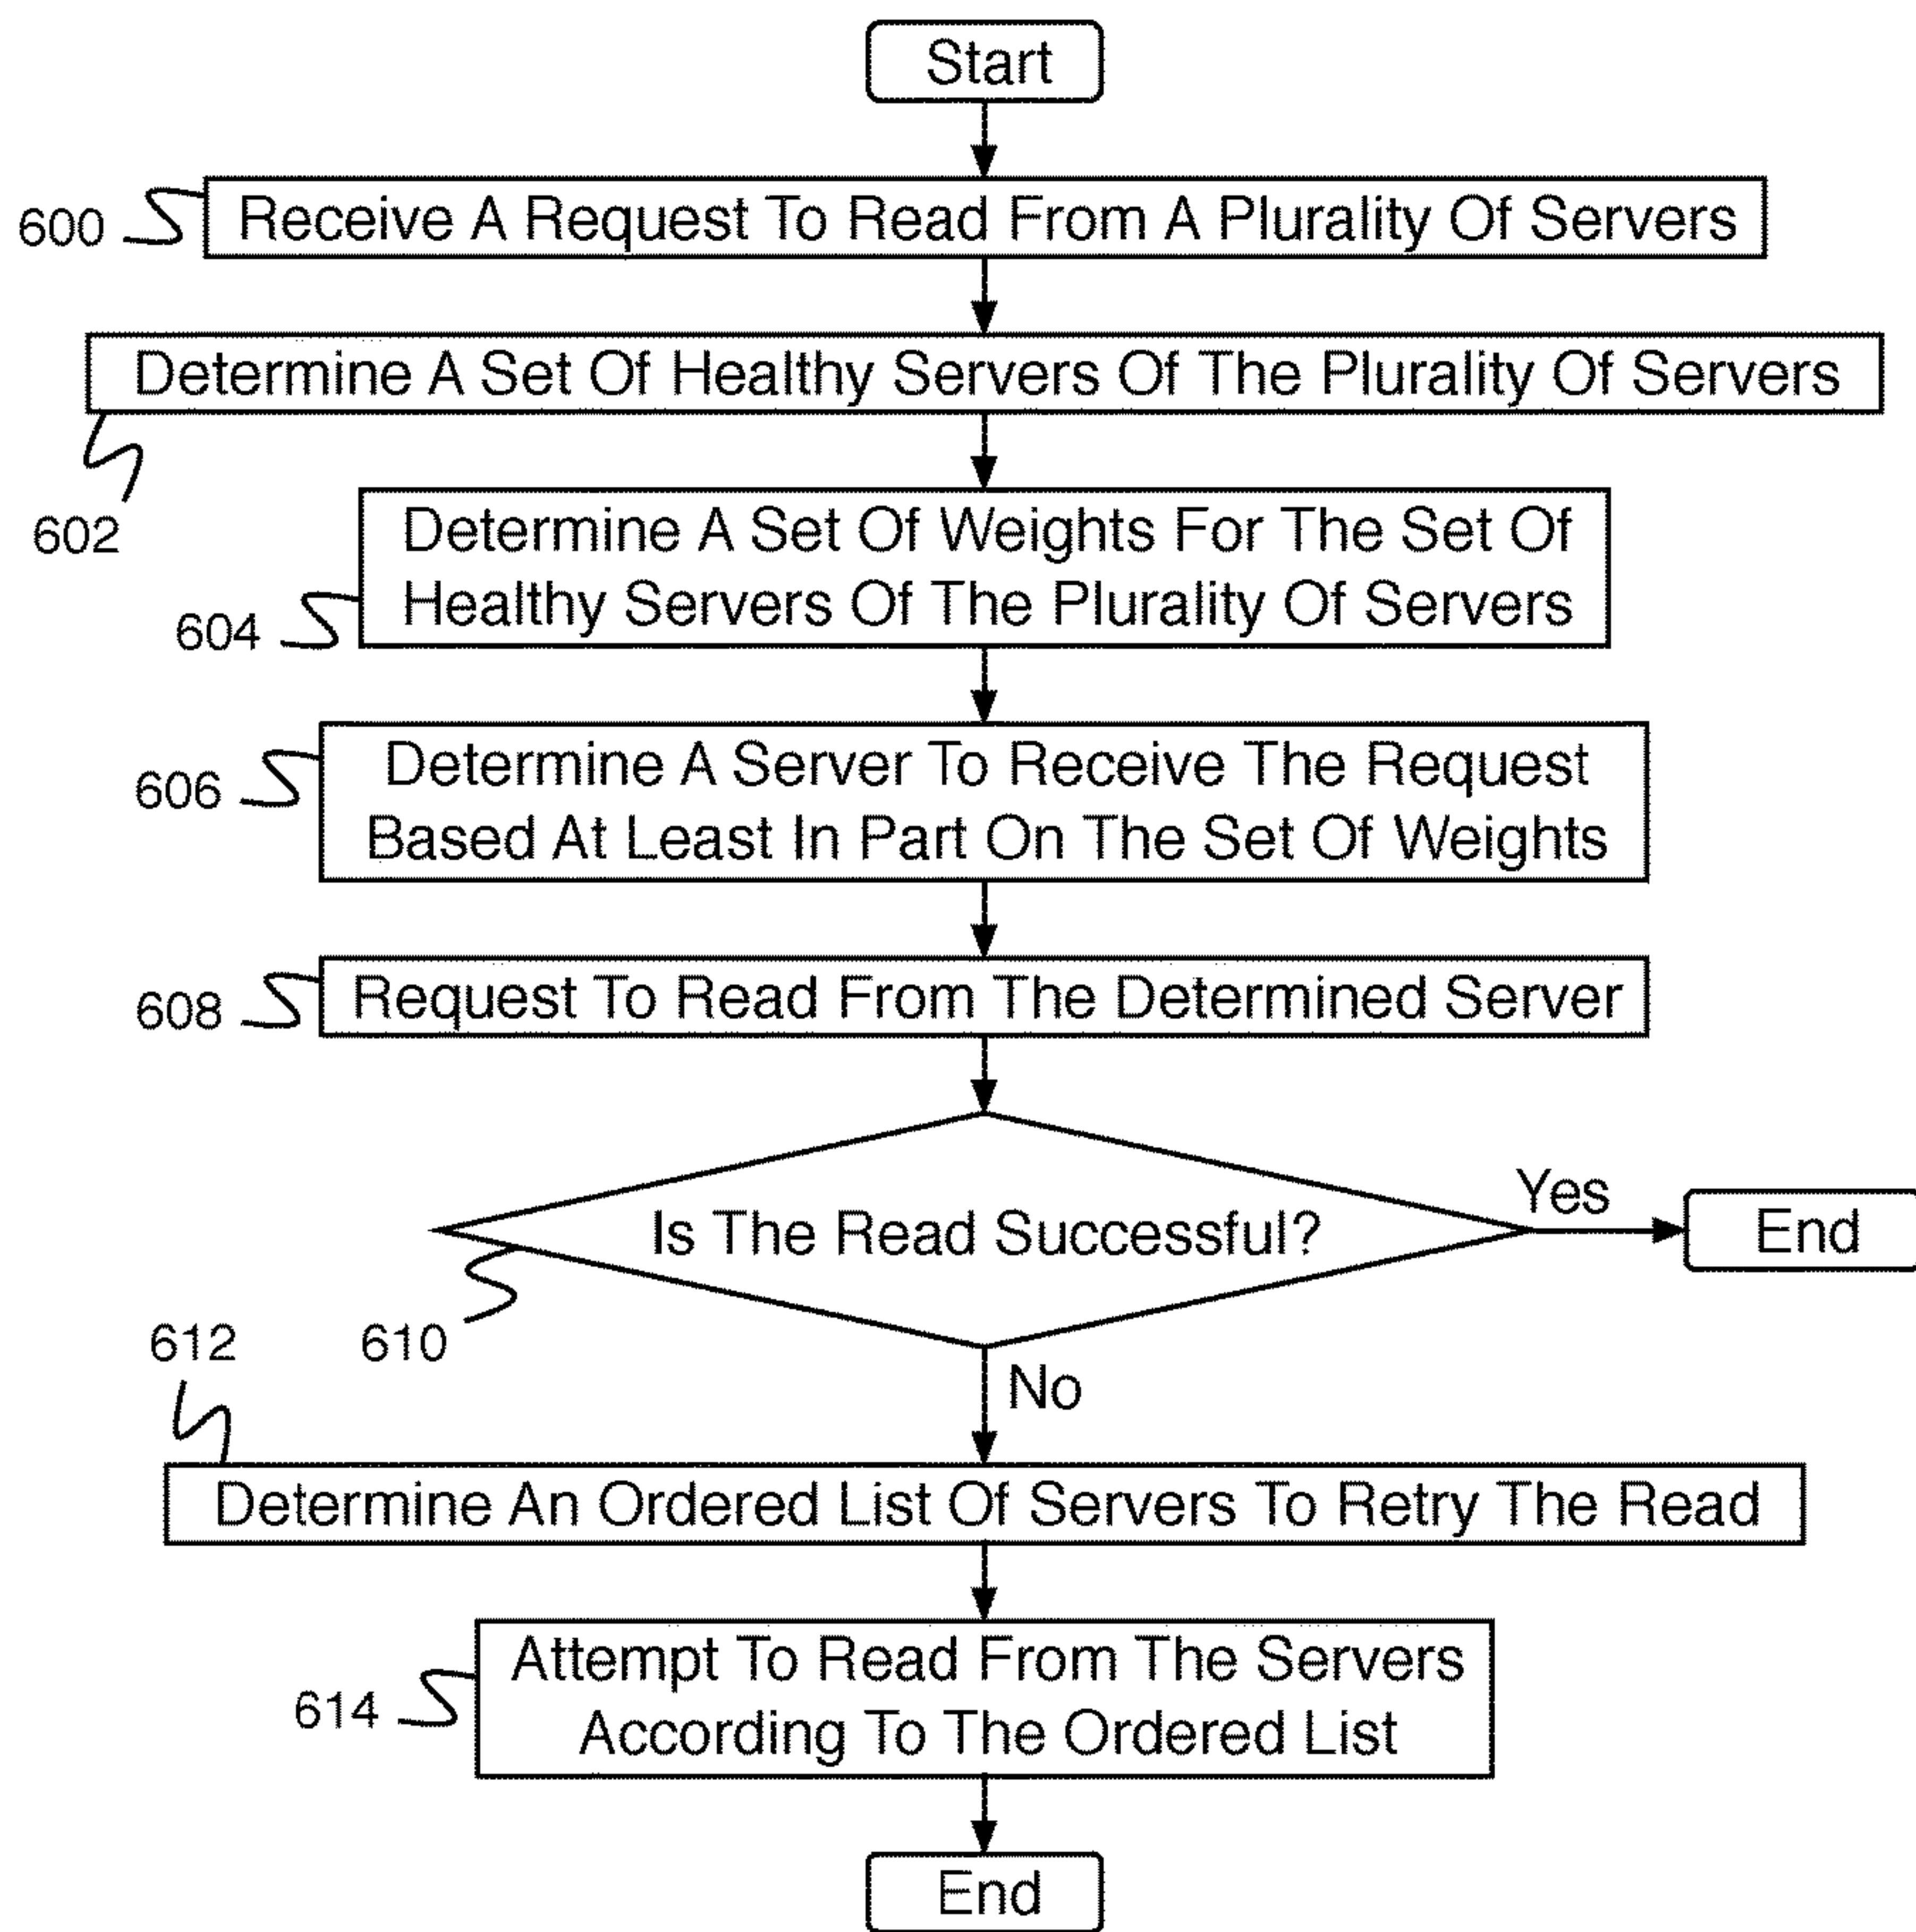 Start
600
Receive A Request To Read From A Plurality Of Servers
Determine A Set Of Healthy Servers Of The Plurality Of Servers
602
Determine A Set Of Weights For The Set Of
Healthy Servers Of The Plurality Of Servers
604
Determine A Server To Receive The Request
Based At Least In Part On The Set Of Weights
606
Request To Read From The Determined Server
608
Is The Read Successful?
Yes
End
610
No
612
Determine An Ordered List Of Servers To Retry The Read
Attempt To Read From The Servers
According To The Ordered List
614
End